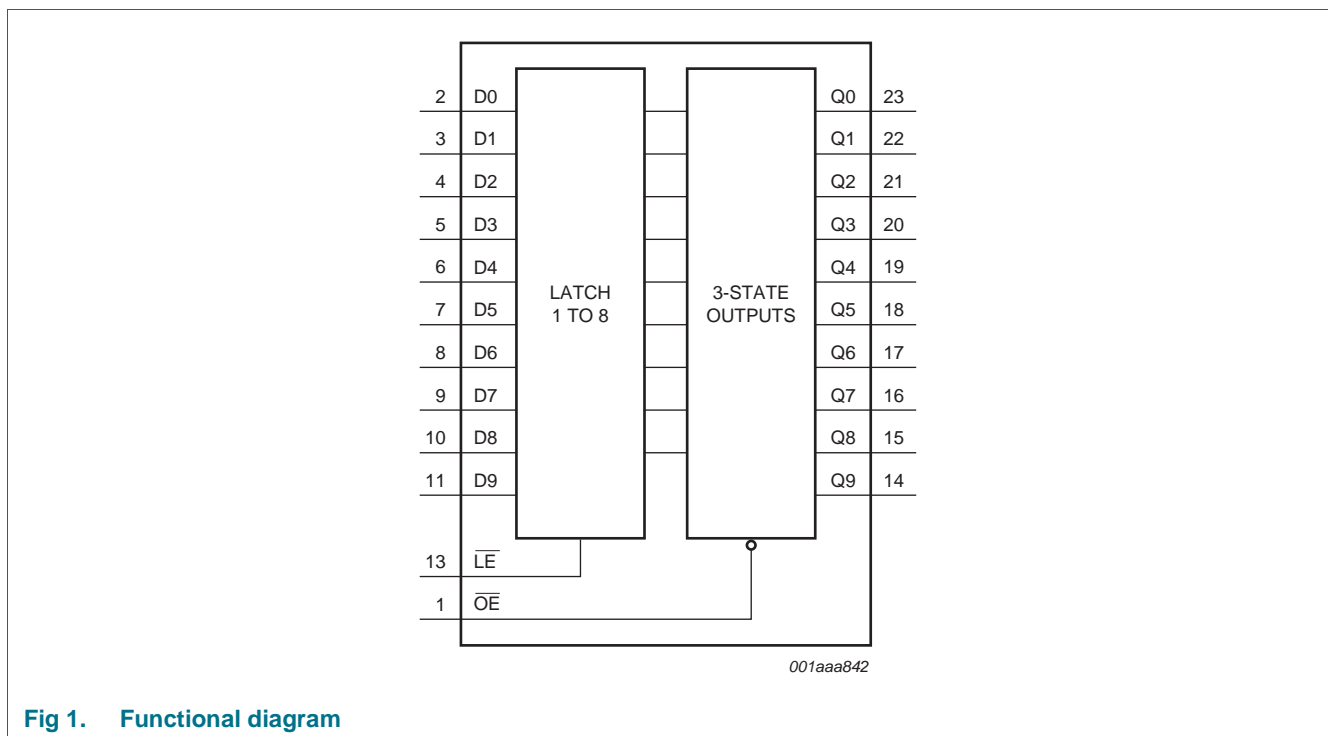 2 D0 Q0 23
3 D1 Q1 22
4 D2 Q2 21
5 D3 Q3 20
6 D4 Q4 19
LATCH 3-STATE
1 TO 8 OUTPUTS
7 D5 Q5 18
8 D6 Q6 17
9 D7 Q7 16
10 D8 Q8 15
11 D9 Q9 14
13 L̅E̅
1 O̅E̅
001aaa842
Fig 1. Functional diagram